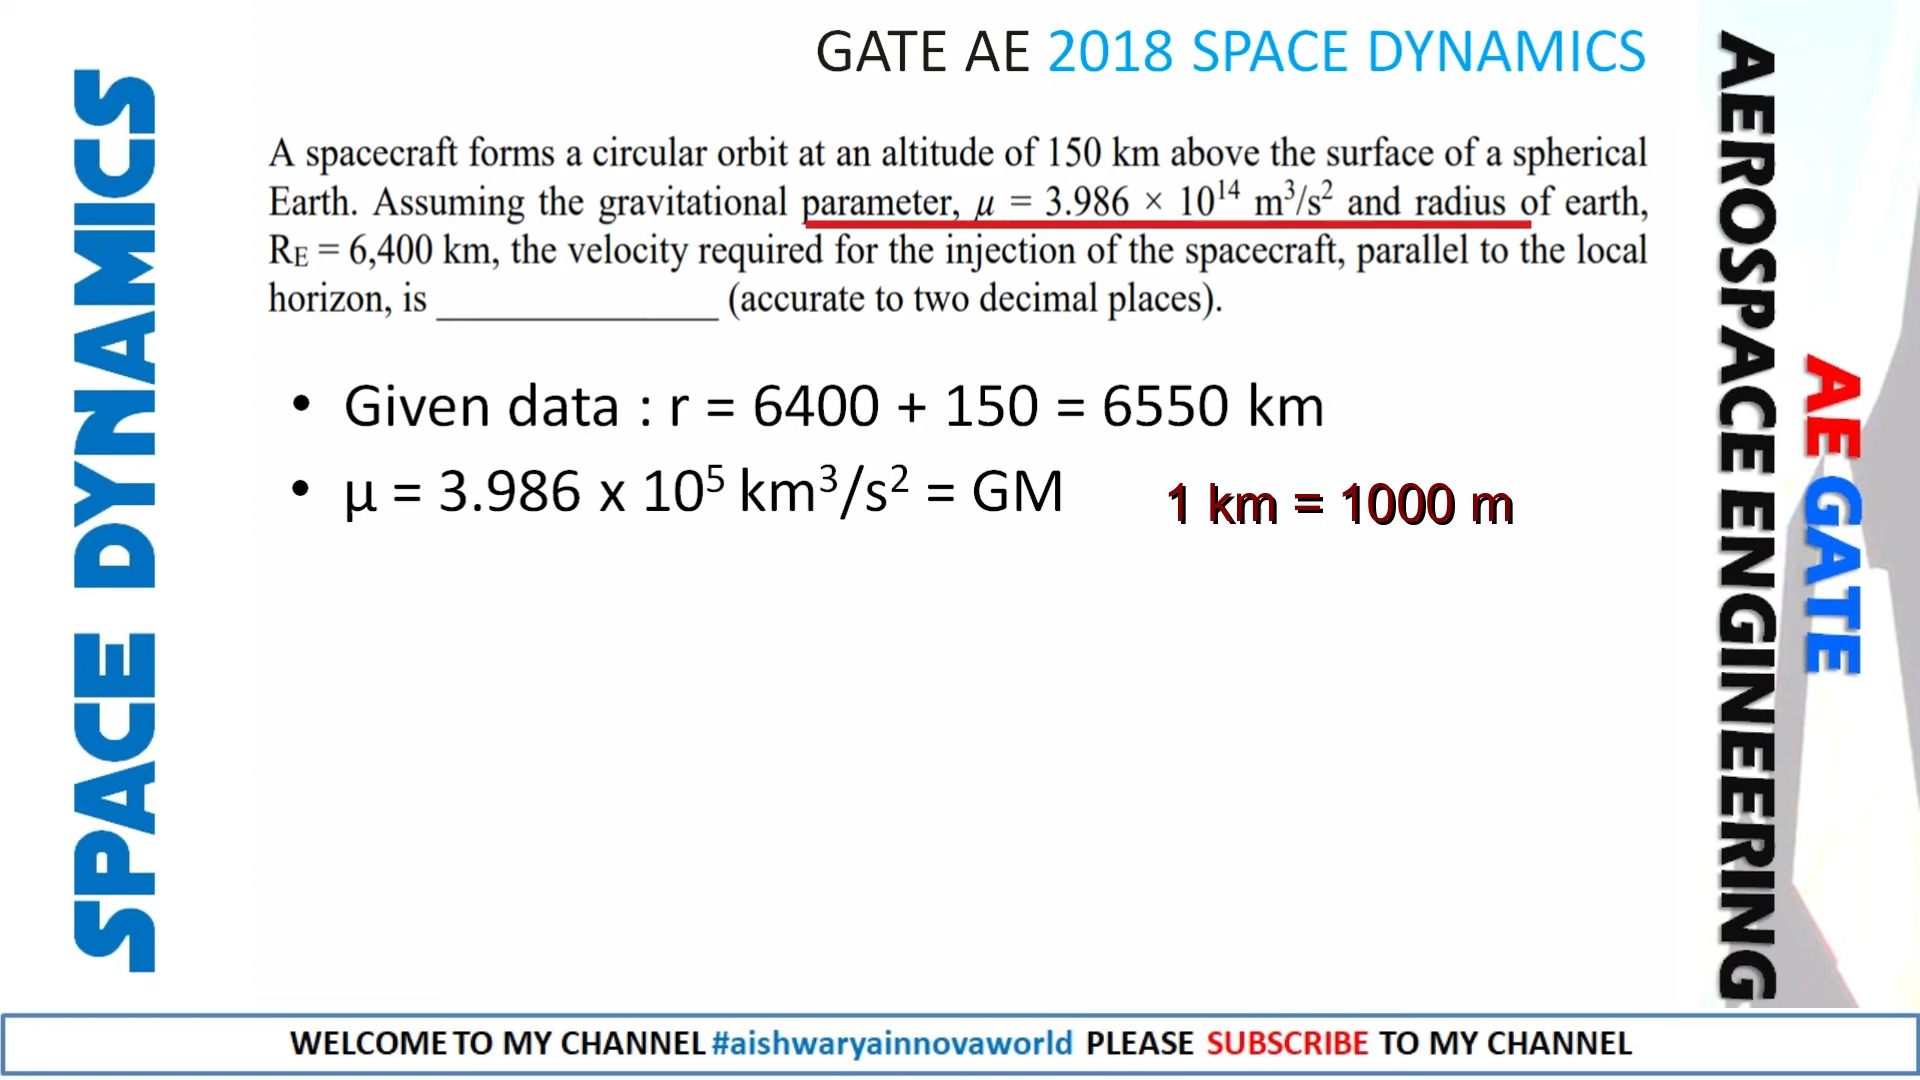 GATE AE 2018 SPACE DYNAMICS
A spacecraft forms a circular orbit at an altitude of 150 km above the surface of a spherical
Earth. Assuming the gravitational parameter, μ = 3.986 × 10¹⁴ m³/s² and radius of earth,
RE = 6,400 km, the velocity required for the injection of the spacecraft, parallel to the local
horizon, is ______________ (accurate to two decimal places).
• Given data : r = 6400 + 150 = 6550 km
• μ = 3.986 x 10⁵ km³/s² = GM
1 km = 1000 m
SPACE DYNAMICS
AEROSPACE ENGINEERING
AE GATE
WELCOME TO MY CHANNEL #aishwaryainnovaworld PLEASE SUBSCRIBE TO MY CHANNEL